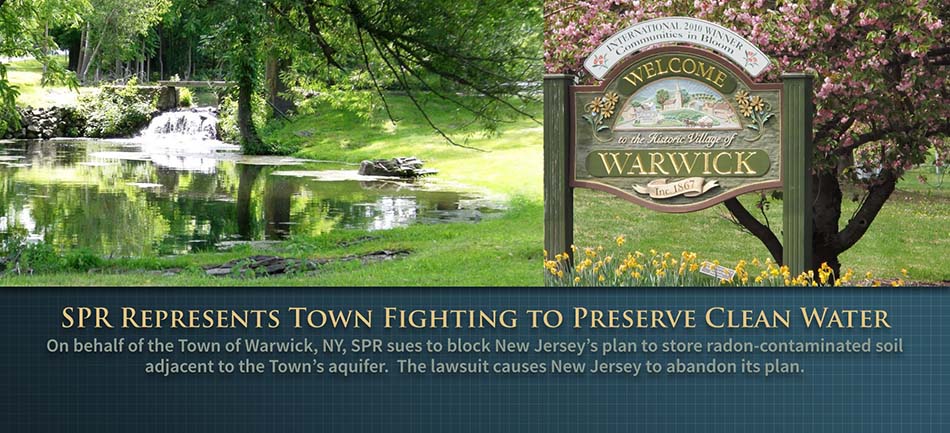 INTERNATIONAL 2010 WINNER
Communities in Bloom
WELCOME
to the Historic Village of
WARWICK
Inc. 1867
SPR REPRESENTS TOWN FIGHTING TO PRESERVE CLEAN WATER
On behalf of the Town of Warwick, NY, SPR sues to block New Jersey's plan to store radon-contaminated soil
adjacent to the Town's aquifer. The lawsuit causes New Jersey to abandon its plan.